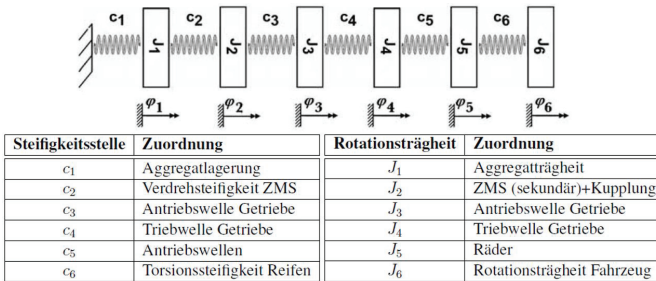 c1 c2 c3 c4 c5 c6
J1 J2 J3 J4 J5 J6
φ1 φ2 φ3 φ4 φ5 φ6
Steifigkeitsstelle Zuordnung Rotationsträgheit Zuordnung
c1 Aggregatlagerung J1 Aggregatträgheit
c2 Verdrehsteifigkeit ZMS J2 ZMS (sekundär)+Kupplung
c3 Antriebswelle Getriebe J3 Antriebswelle Getriebe
c4 Triebwelle Getriebe J4 Triebwelle Getriebe
c5 Antriebswellen J5 Räder
c6 Torsionssteifigkeit Reifen J6 Rotationsträgheit Fahrzeug